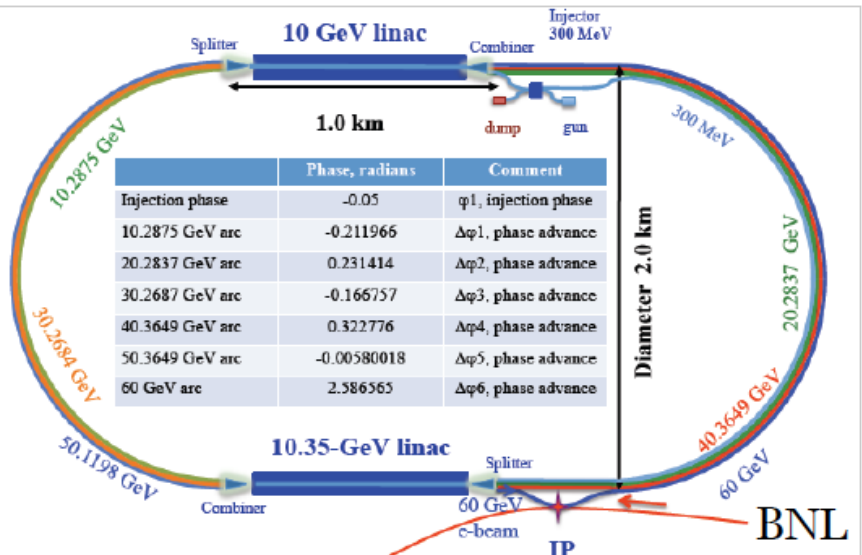 Injector
300 MeV
10 GeV linac
Splitter
Combiner
1.0 km
dump
gun
300 MeV
10.2875 GeV
Phase, radians Comment
Injection phase -0.05 φ1, injection phase
10.2875 GeV arc -0.211966 Δφ1, phase advance
20.2837 GeV arc 0.231414 Δφ2, phase advance
30.2687 GeV arc -0.166757 Δφ3, phase advance
40.3649 GeV arc 0.322776 Δφ4, phase advance
50.3649 GeV arc -0.00580018 Δφ5, phase advance
60 GeV arc 2.586565 Δφ6, phase advance
Diameter 2.0 km
20.2837 GeV
30.2684 GeV
40.3649 GeV
50.1198 GeV
60 GeV
10.35-GeV linac
Splitter
Combiner
60 GeV
e-beam
IP
BNL